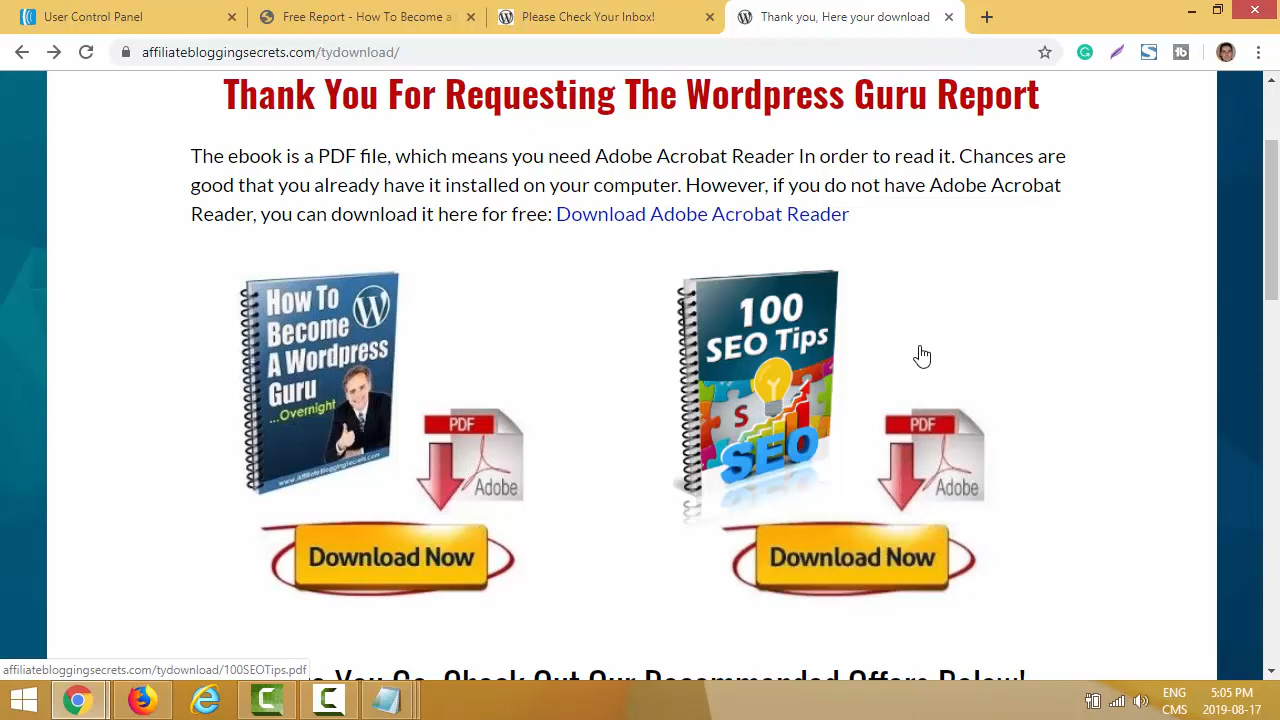 User Control Panel
Free Report - How To Become a
Please Check Your Inbox!
Thank you, Here your download
affiliatebloggingsecrets.com/tydownload/
Thank You For Requesting The Wordpress Guru Report
The ebook is a PDF file, which means you need Adobe Acrobat Reader In order to read it. Chances are
good that you already have it installed on your computer. However, if you do not have Adobe Acrobat
Reader, you can download it here for free: Download Adobe Acrobat Reader
How To
Become
A Wordpress
Guru
...Overnight
www.AffiliateBloggingSecrets.com
PDF
Adobe
Download Now
100
SEO Tips
S
SEO
PDF
Adobe
Download Now
You Go, Check Out Our Recommended Offers Below!
affiliatebloggingsecrets.com/tydownload/100SEOTips.pdf
ENG
CMS
5:05 PM
2019-08-17